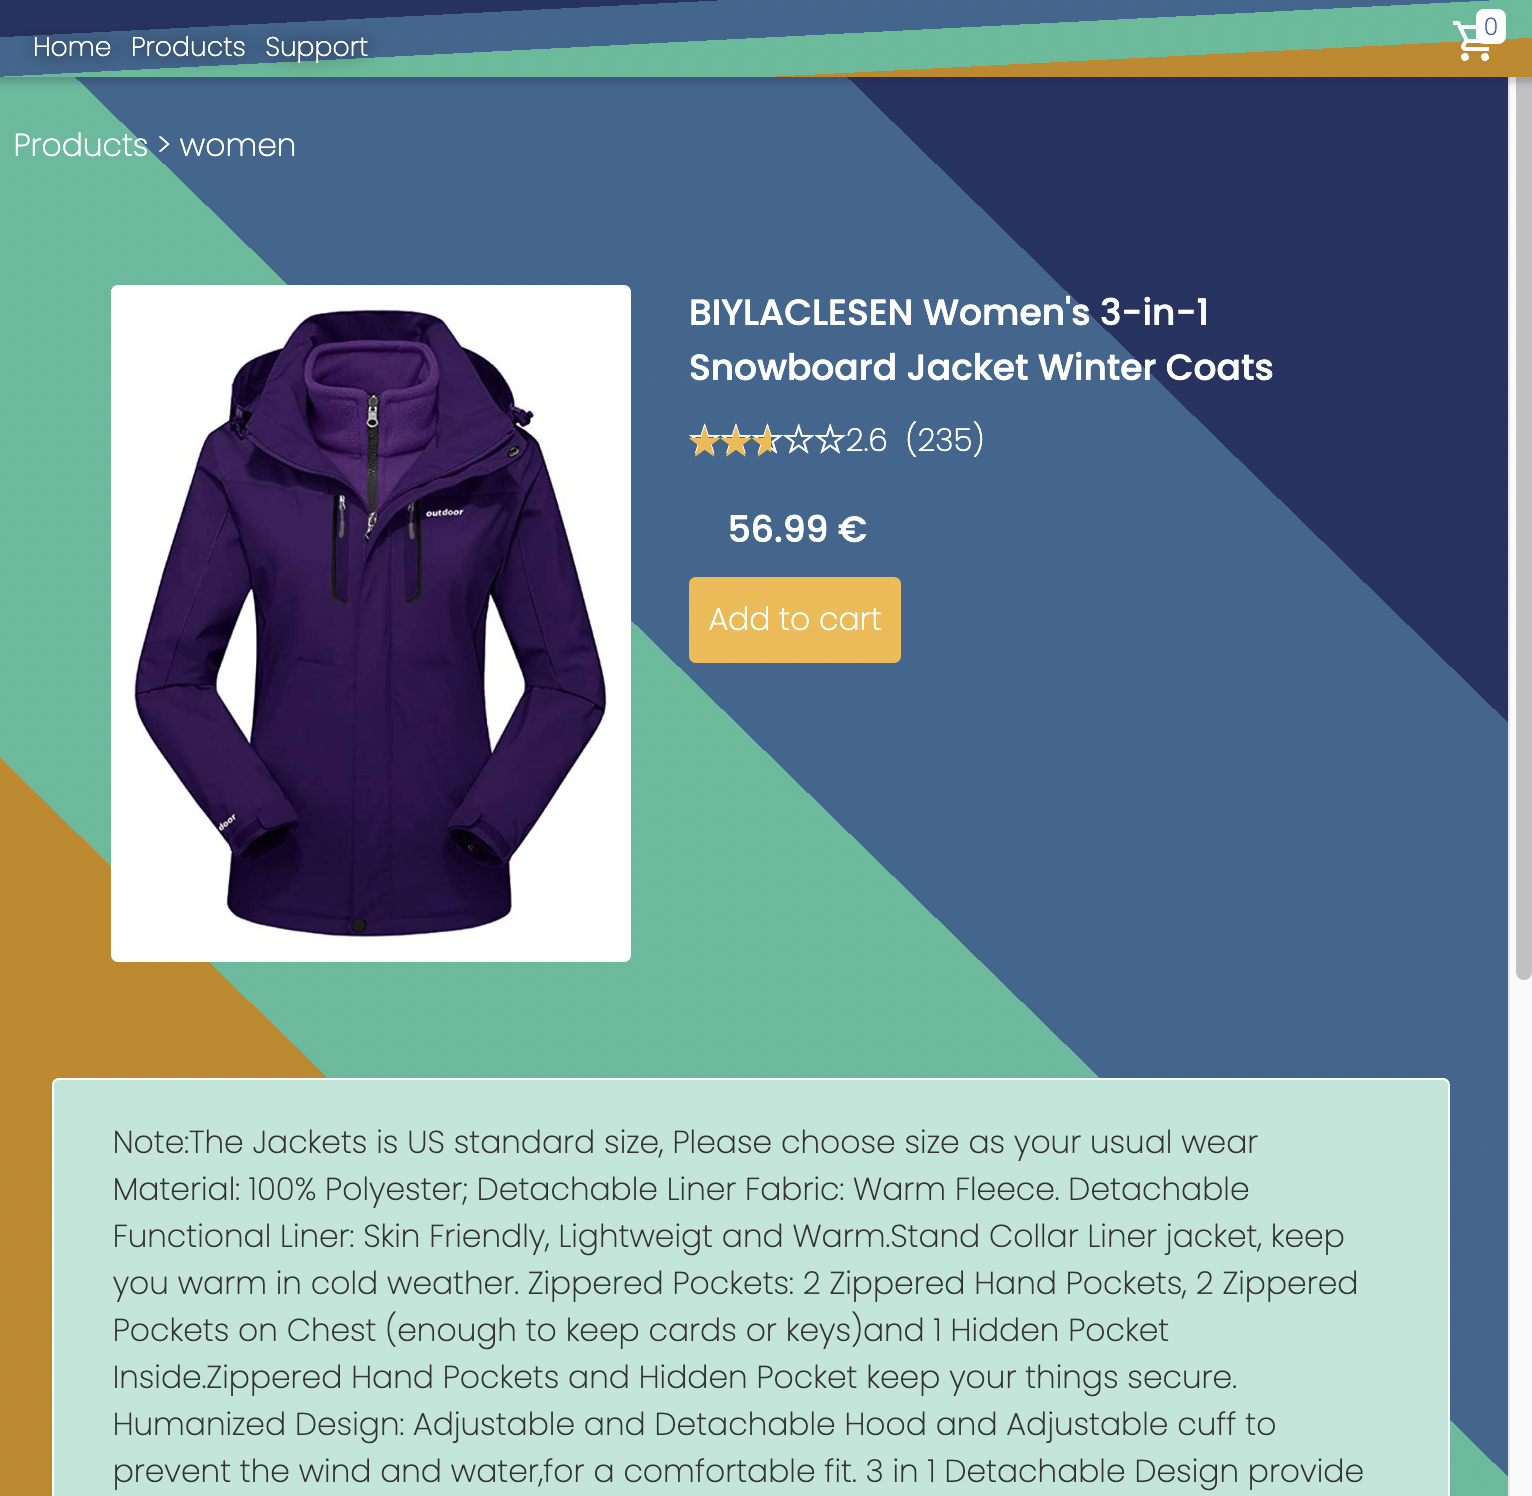 Home Products Support
0
Products > women
BIYLACLESEN Women's 3-in-1
Snowboard Jacket Winter Coats
2.6 (235)
56.99 €
Add to cart
outdoor
door
Note:The Jackets is US standard size, Please choose size as your usual wear
Material: 100% Polyester; Detachable Liner Fabric: Warm Fleece. Detachable
Functional Liner: Skin Friendly, Lightweigt and Warm.Stand Collar Liner jacket, keep
you warm in cold weather. Zippered Pockets: 2 Zippered Hand Pockets, 2 Zippered
Pockets on Chest (enough to keep cards or keys)and 1 Hidden Pocket
Inside.Zippered Hand Pockets and Hidden Pocket keep your things secure.
Humanized Design: Adjustable and Detachable Hood and Adjustable cuff to
prevent the wind and water,for a comfortable fit. 3 in 1 Detachable Design provide